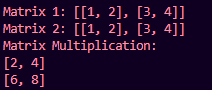 Matrix 1: [[1, 2], [3, 4]]
Matrix 2: [[1, 2], [3, 4]]
Matrix Multiplication:
[2, 4]
[6, 8]